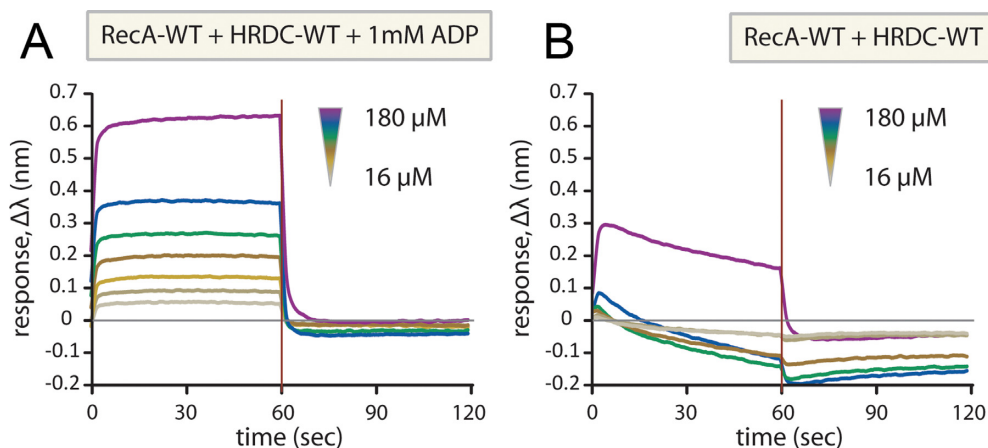 A
RecA-WT + HRDC-WT + 1mM ADP
response, Δλ (nm)
0.7
0.6
0.5
0.4
0.3
0.2
0.1
0
-0.1
-0.2
180 µM
16 µM
0
30
60
90
120
time (sec)
B
RecA-WT + HRDC-WT
response, Δλ (nm)
0.7
0.6
0.5
0.4
0.3
0.2
0.1
0
-0.1
-0.2
180 µM
16 µM
0
30
60
90
120
time (sec)